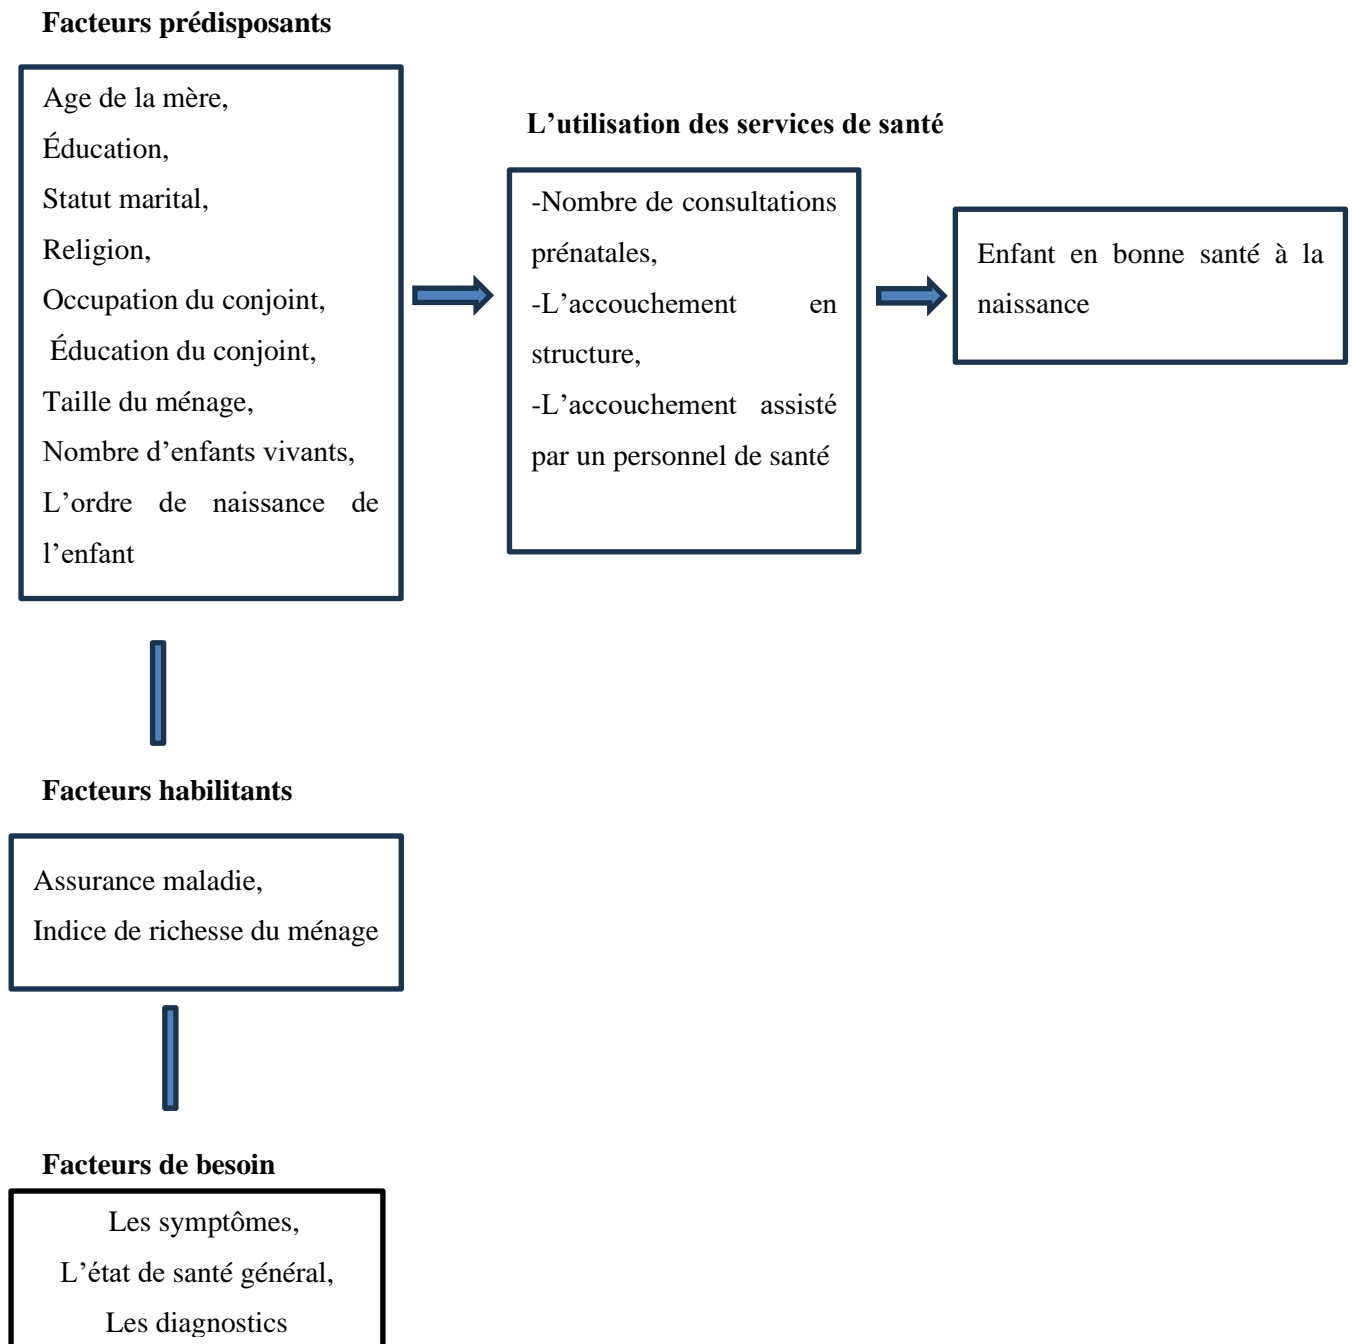 Facteurs prédisposants
Age de la mère,
Éducation,
Statut marital,
Religion,
Occupation du conjoint,
Éducation du conjoint,
Taille du ménage,
Nombre d’enfants vivants,
L’ordre de naissance de
l’enfant
L’utilisation des services de santé
-Nombre de consultations
prénatales,
-L’accouchement en
structure,
-L’accouchement assisté
par un personnel de santé
Enfant en bonne santé à la
naissance
Facteurs habilitants
Assurance maladie,
Indice de richesse du ménage
Facteurs de besoin
Les symptômes,
L’état de santé général,
Les diagnostics